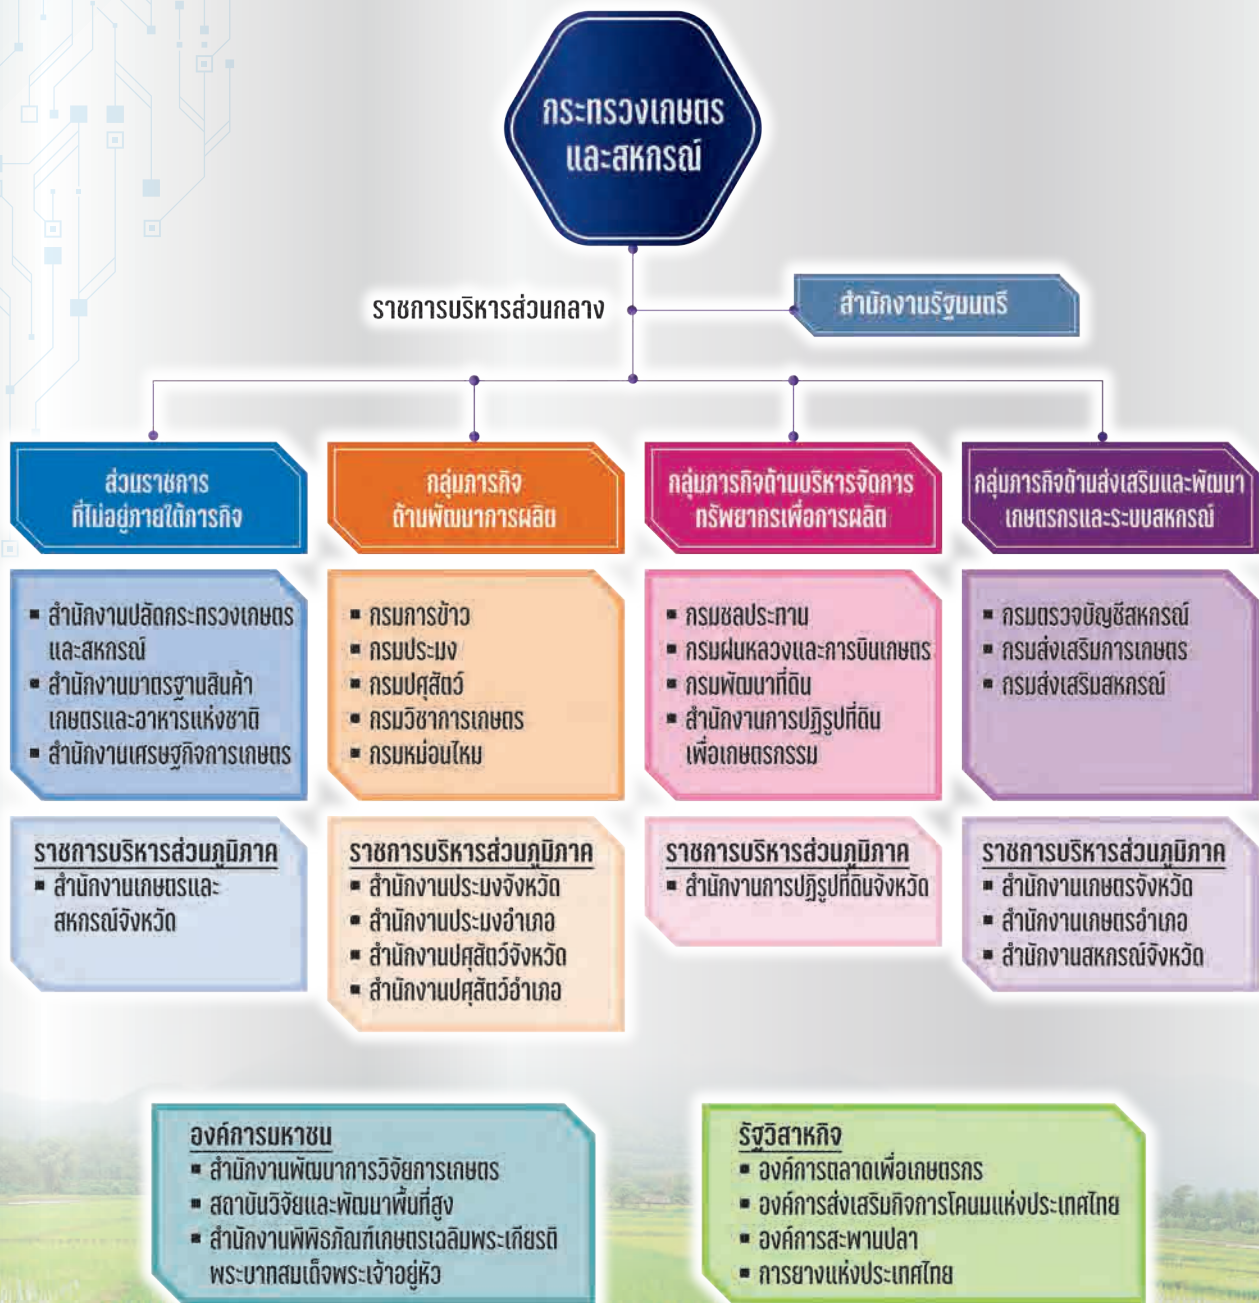 กระทรวงเกษตร
และสหกรณ์
ราชการบริหารส่วนกลาง
สำนักงานรัฐมนตรี
ส่วนราชการ
ที่ไม่อยู่ภายใต้ภารกิจ
■ สำนักงานปลัดกระทรวงเกษตร
และสหกรณ์
■ สำนักงานมาตรฐานสินค้า
เกษตรและอาหารแห่งชาติ
■ สำนักงานเศรษฐกิจการเกษตร
ราชการบริหารส่วนภูมิภาค
■ สำนักงานเกษตรและ
สหกรณ์จังหวัด
กลุ่มภารกิจ
ด้านพัฒนาการผลิต
■ กรมการข้าว
■ กรมประมง
■ กรมปศุสัตว์
■ กรมวิชาการเกษตร
■ กรมหม่อนไหม
ราชการบริหารส่วนภูมิภาค
■ สำนักงานประมงจังหวัด
■ สำนักงานประมงอำเภอ
■ สำนักงานปศุสัตว์จังหวัด
■ สำนักงานปศุสัตว์อำเภอ
กลุ่มภารกิจด้านบริหารจัดการ
ทรัพยากรเพื่อการผลิต
■ กรมชลประทาน
■ กรมฝนหลวงและการบินเกษตร
■ กรมพัฒนาที่ดิน
■ สำนักงานการปฏิรูปที่ดิน
เพื่อเกษตรกรรม
ราชการบริหารส่วนภูมิภาค
■ สำนักงานการปฏิรูปที่ดินจังหวัด
กลุ่มภารกิจด้านส่งเสริมและพัฒนา
เกษตรกรและระบบสหกรณ์
■ กรมตรวจบัญชีสหกรณ์
■ กรมส่งเสริมการเกษตร
■ กรมส่งเสริมสหกรณ์
ราชการบริหารส่วนภูมิภาค
■ สำนักงานเกษตรจังหวัด
■ สำนักงานเกษตรอำเภอ
■ สำนักงานสหกรณ์จังหวัด
องค์การมหาชน
■ สำนักงานพัฒนาการวิจัยการเกษตร
■ สถาบันวิจัยและพัฒนาพื้นที่สูง
■ สำนักงานพิพิธภัณฑ์เกษตรเฉลิมพระเกียรติ
พระบาทสมเด็จพระเจ้าอยู่หัว
รัฐวิสาหกิจ
■ องค์การตลาดเพื่อเกษตรกร
■ องค์การส่งเสริมกิจการโคนมแห่งประเทศไทย
■ องค์การสะพานปลา
■ การยางแห่งประเทศไทย